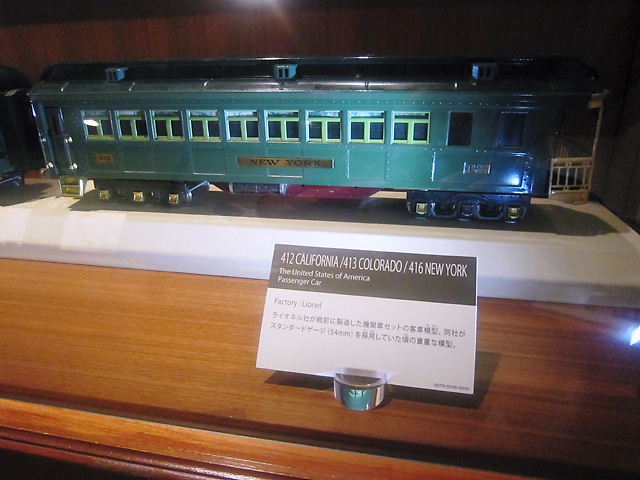 416
NEW YORK
412 CALIFORNIA / 413 COLORADO / 416 NEW YORK
The United States of America
Passenger Car
Factory : Lionel
ライオネル社が戦前に製造した機関車セットの客車模型。同社が
スタンダードゲージ（54mm）を採用していた頃の貴重な模型。